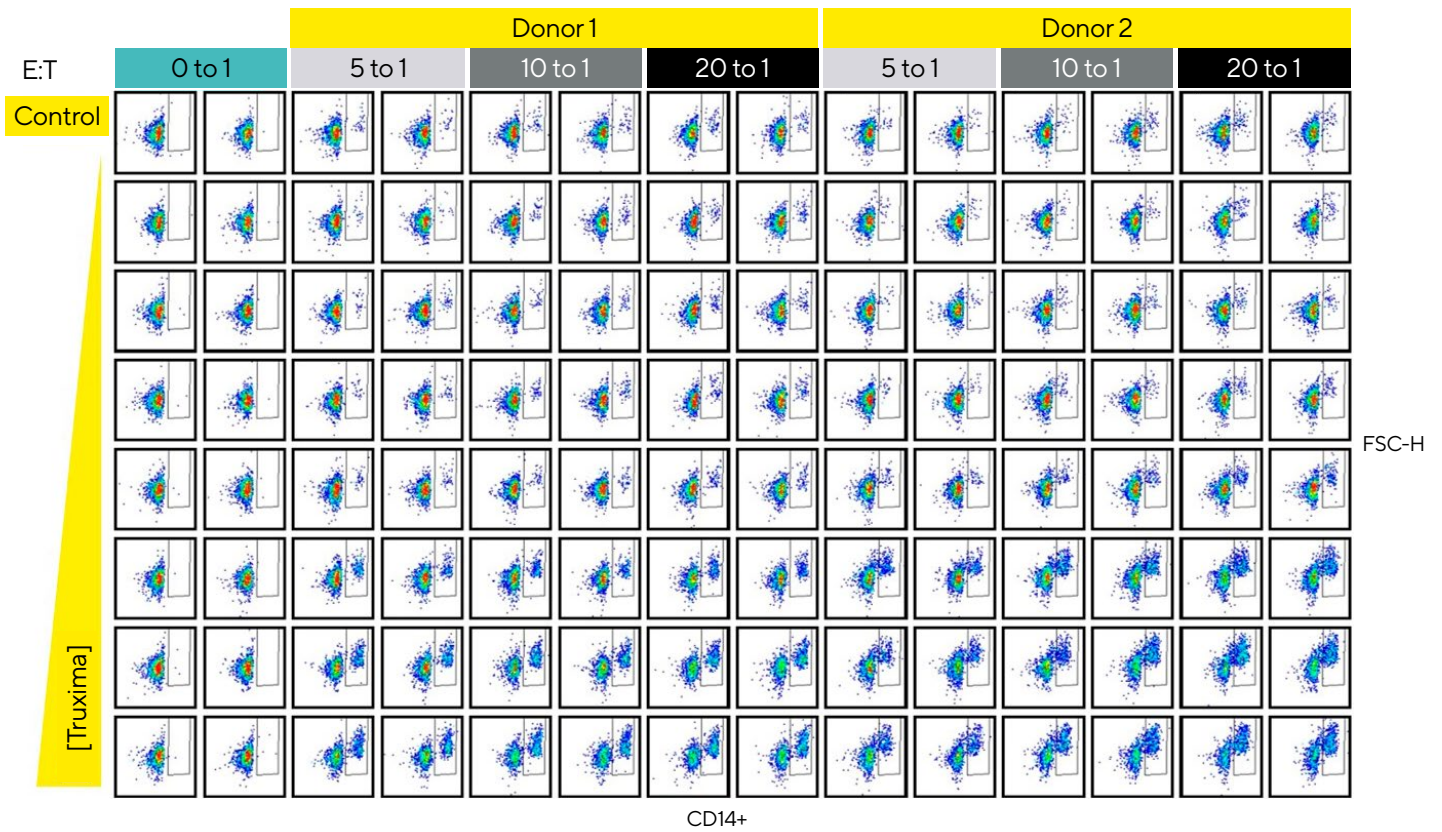 Donor 1
Donor 2
E:T
0 to 1
5 to 1
10 to 1
20 to 1
5 to 1
10 to 1
20 to 1
Control
FSC-H
[Truxima]
CD14+